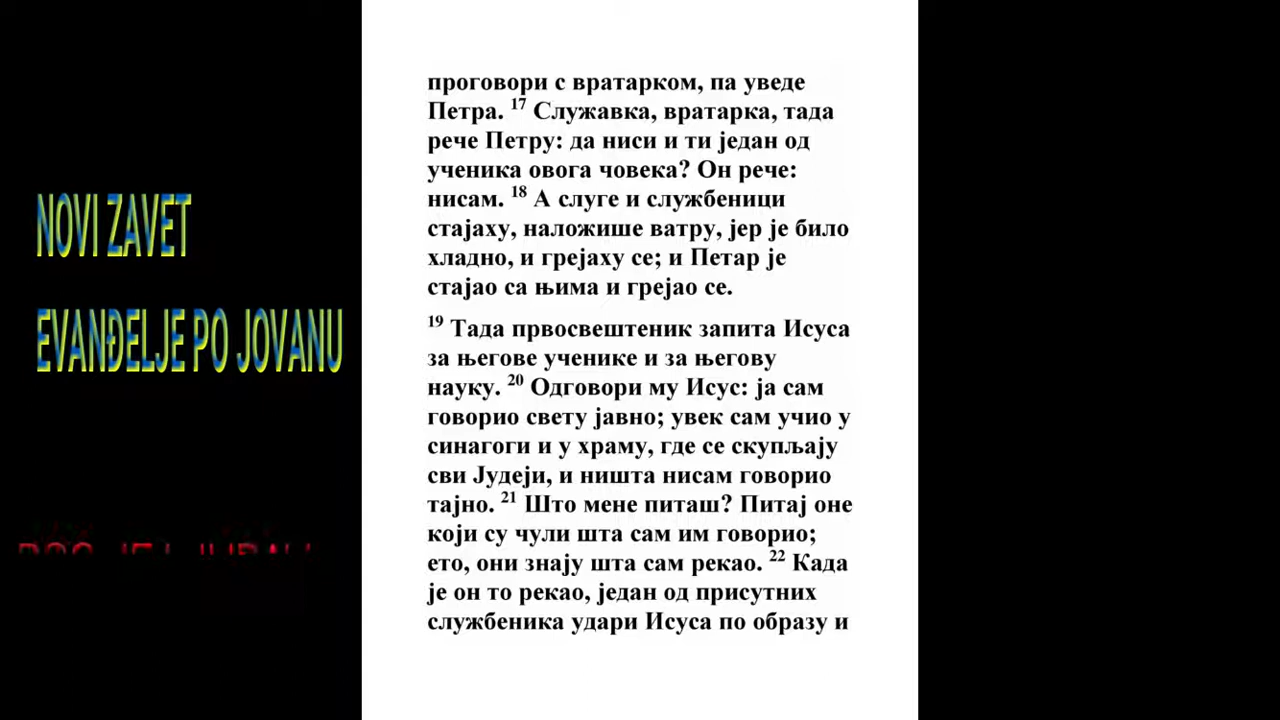 NOVI ZAVET
EVANĐELJE PO JOVANU
проговори с вратарком, па уведе
Петра. 17 Служавка, вратарка, тада
рече Петру: да ниси и ти један од
ученика овога човека? Он рече:
нисам. 18 А слуге и службеници
стајаху, наложише ватру, јер је било
хладно, и грејаху се; и Петар је
стајао са њима и грејао се.
19 Тада првосвештеник запита Исуса
за његове ученике и за његову
науку. 20 Одговори му Исус: ја сам
говорио свету јавно; увек сам учио у
синагоги и у храму, где се скупљају
сви Јудеји, и ништа нисам говорио
тајно. 21 Што мене питаш? Питај оне
који су чули шта сам им говорио;
ето, они знају шта сам рекао. 22 Када
је он то рекао, један од присутних
службеника удари Исуса по образу и